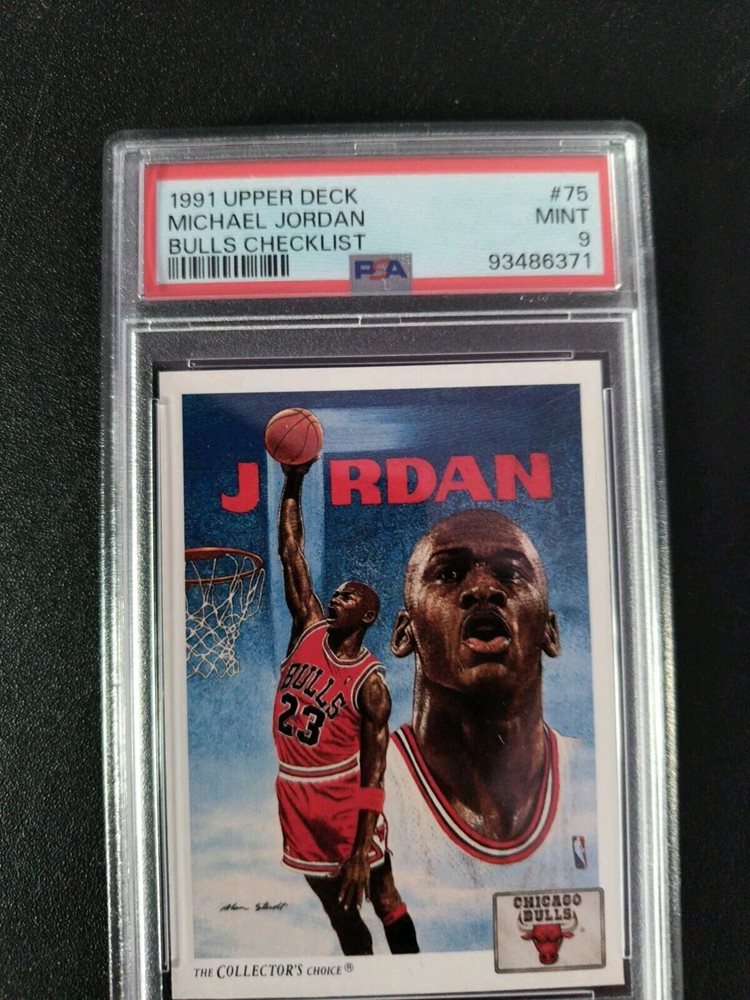 1991 UPPER DECK #75
MICHAEL JORDAN MINT
BULLS CHECKLIST 9
PSA 93486371
JORDAN
BULLS
23
CHICAGO
BULLS
THE COLLECTOR'S CHOICE®